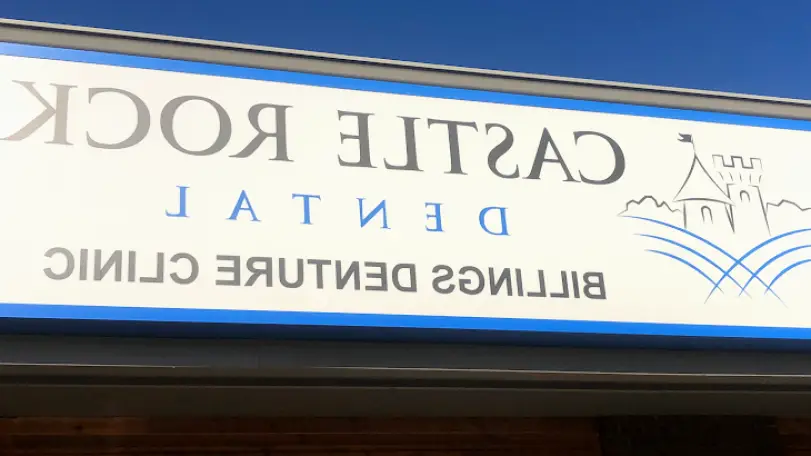 CASTLE ROCK
DENTAL
BILLINGS DENTURE CLINIC